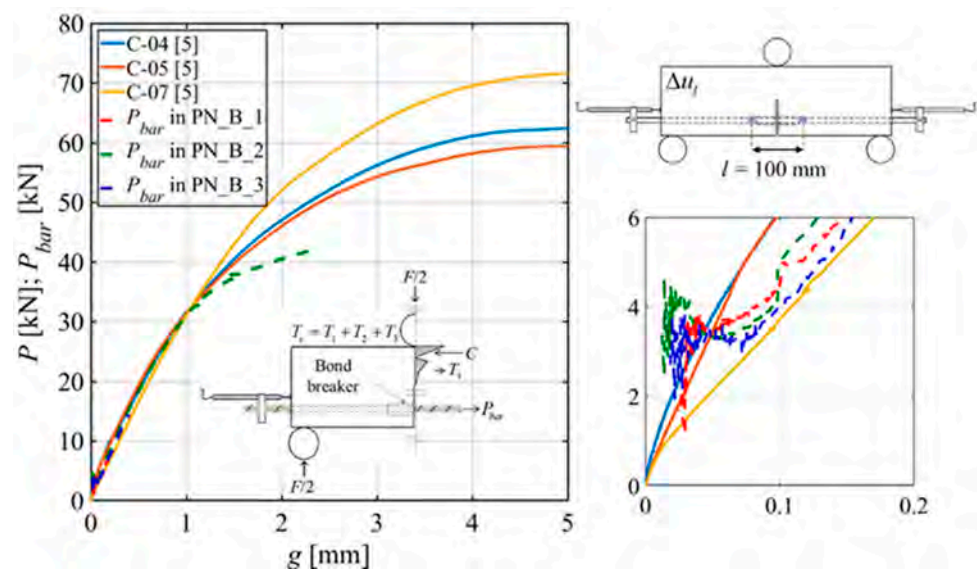 80
70
60
50
40
30
20
10
0
P [kN]; P_bar [kN]
C-04 [5]
C-05 [5]
C-07 [5]
P_bar in PN_B_1
P_bar in PN_B_2
P_bar in PN_B_3
F/2
T_s = T_1 + T_2 + T_3
C
T_s
Bond
breaker
P_bar
F/2
0 1 2 3 4 5
g [mm]
Δu_l
l = 100 mm
6
4
2
0
0 0.1 0.2